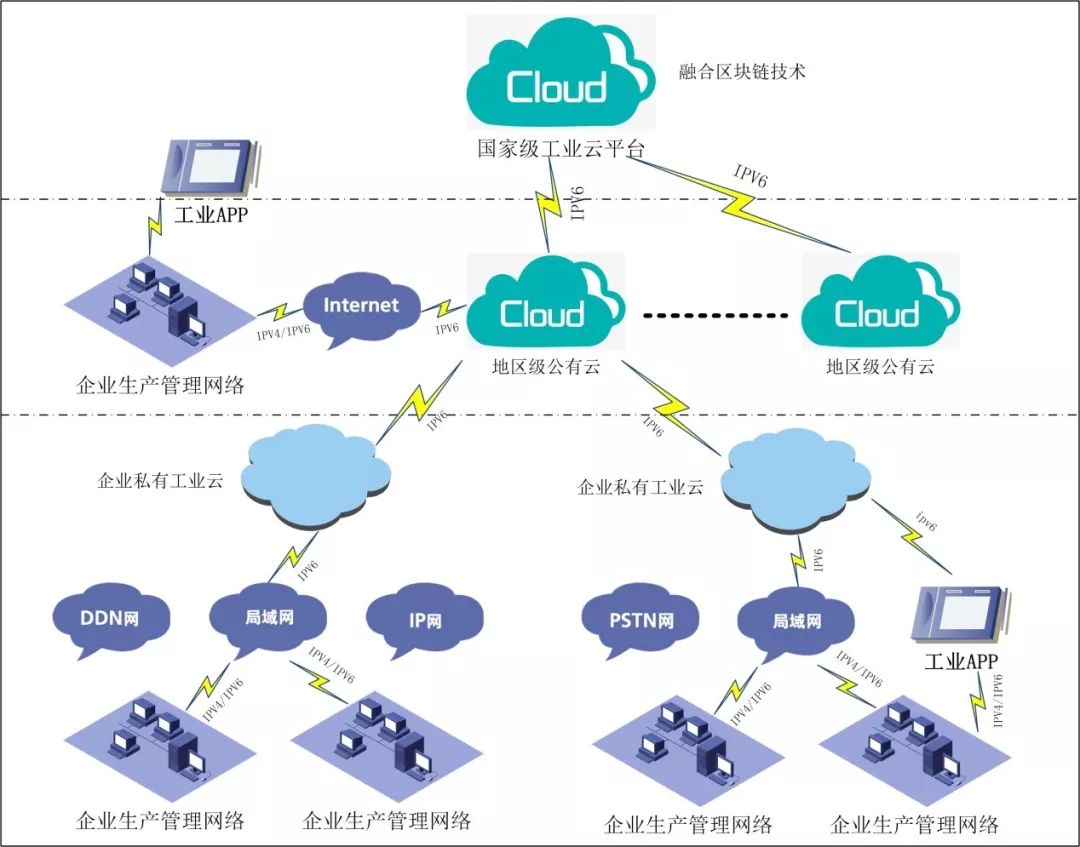 Cloud
融合区块链技术
国家级工业云平台
工业APP
IPV6
IPV6
Internet
IPV4/IPV6
IPV6
Cloud
Cloud
企业生产管理网络
地区级公有云
地区级公有云
IPV6
IPV6
企业私有工业云
企业私有工业云
IPV6
IPV6
ipv6
DDN网
局域网
IP网
PSTN网
局域网
工业APP
IPV4/IPV6
IPV4/IPV6
IPV4/IPV6
IPV4/IPV6
IPV4/IPV6
企业生产管理网络
企业生产管理网络
企业生产管理网络
企业生产管理网络